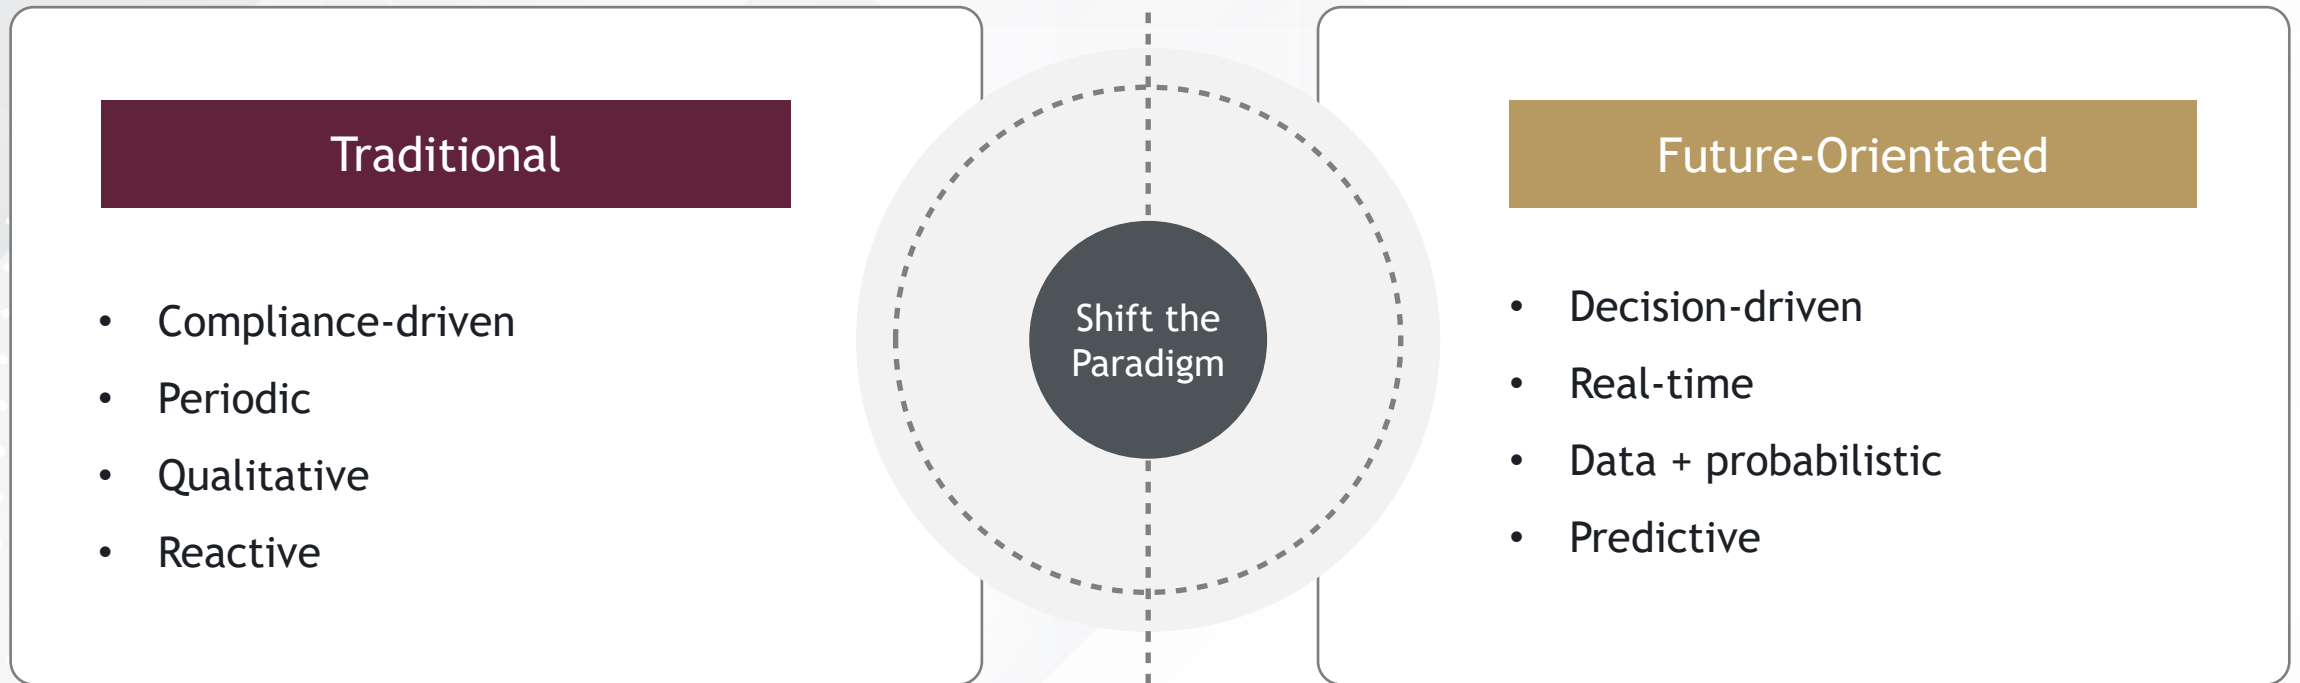 Traditional
• Compliance-driven
• Periodic
• Qualitative
• Reactive
Shift the
Paradigm
Future-Orientated
• Decision-driven
• Real-time
• Data + probabilistic
• Predictive